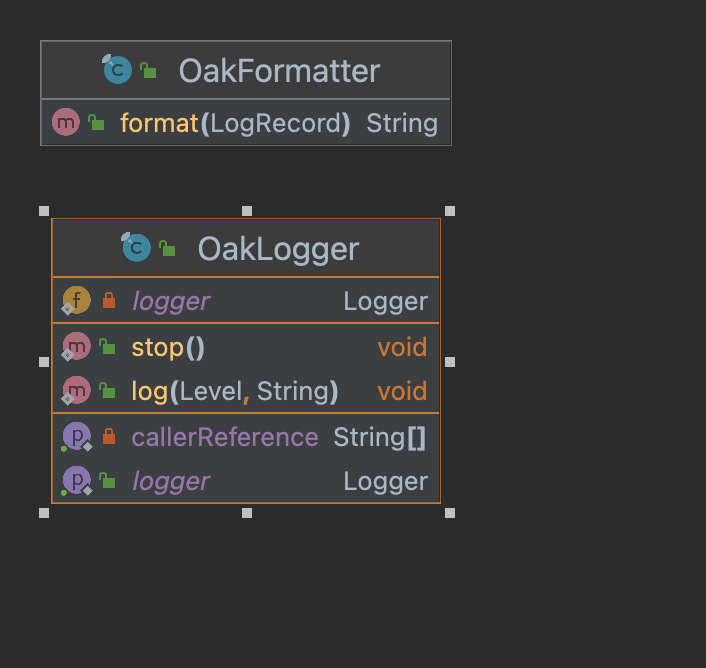 OakFormatter
format(LogRecord) String
OakLogger
logger Logger
stop() void
log(Level, String) void
callerReference String[]
logger Logger